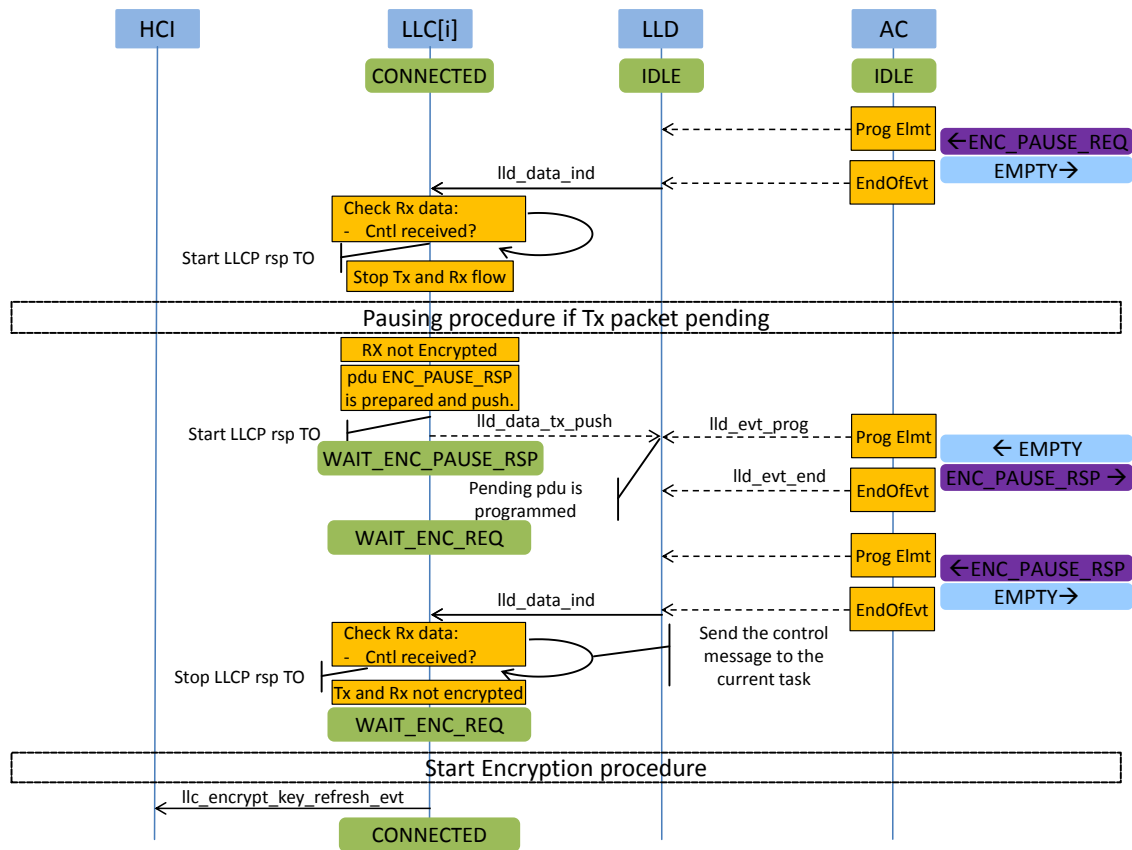 HCI
LLC[i]
LLD
AC
CONNECTED
IDLE
IDLE
Prog Elmt
←ENC_PAUSE_REQ
EMPTY→
lld_data_ind
EndOfEvt
Check Rx data:
- Cntl received?
Start LLCP rsp TO
Stop Tx and Rx flow
Pausing procedure if Tx packet pending
RX not Encrypted
pdu ENC_PAUSE_RSP
is prepared and push.
Start LLCP rsp TO
lld_data_tx_push
lld_evt_prog
Prog Elmt
← EMPTY
WAIT_ENC_PAUSE_RSP
lld_evt_end
EndOfEvt
ENC_PAUSE_RSP →
Pending pdu is
programmed
WAIT_ENC_REQ
Prog Elmt
←ENC_PAUSE_RSP
EMPTY→
lld_data_ind
EndOfEvt
Check Rx data:
- Cntl received?
Send the control
message to the
current task
Stop LLCP rsp TO
Tx and Rx not encrypted
WAIT_ENC_REQ
Start Encryption procedure
llc_encrypt_key_refresh_evt
CONNECTED